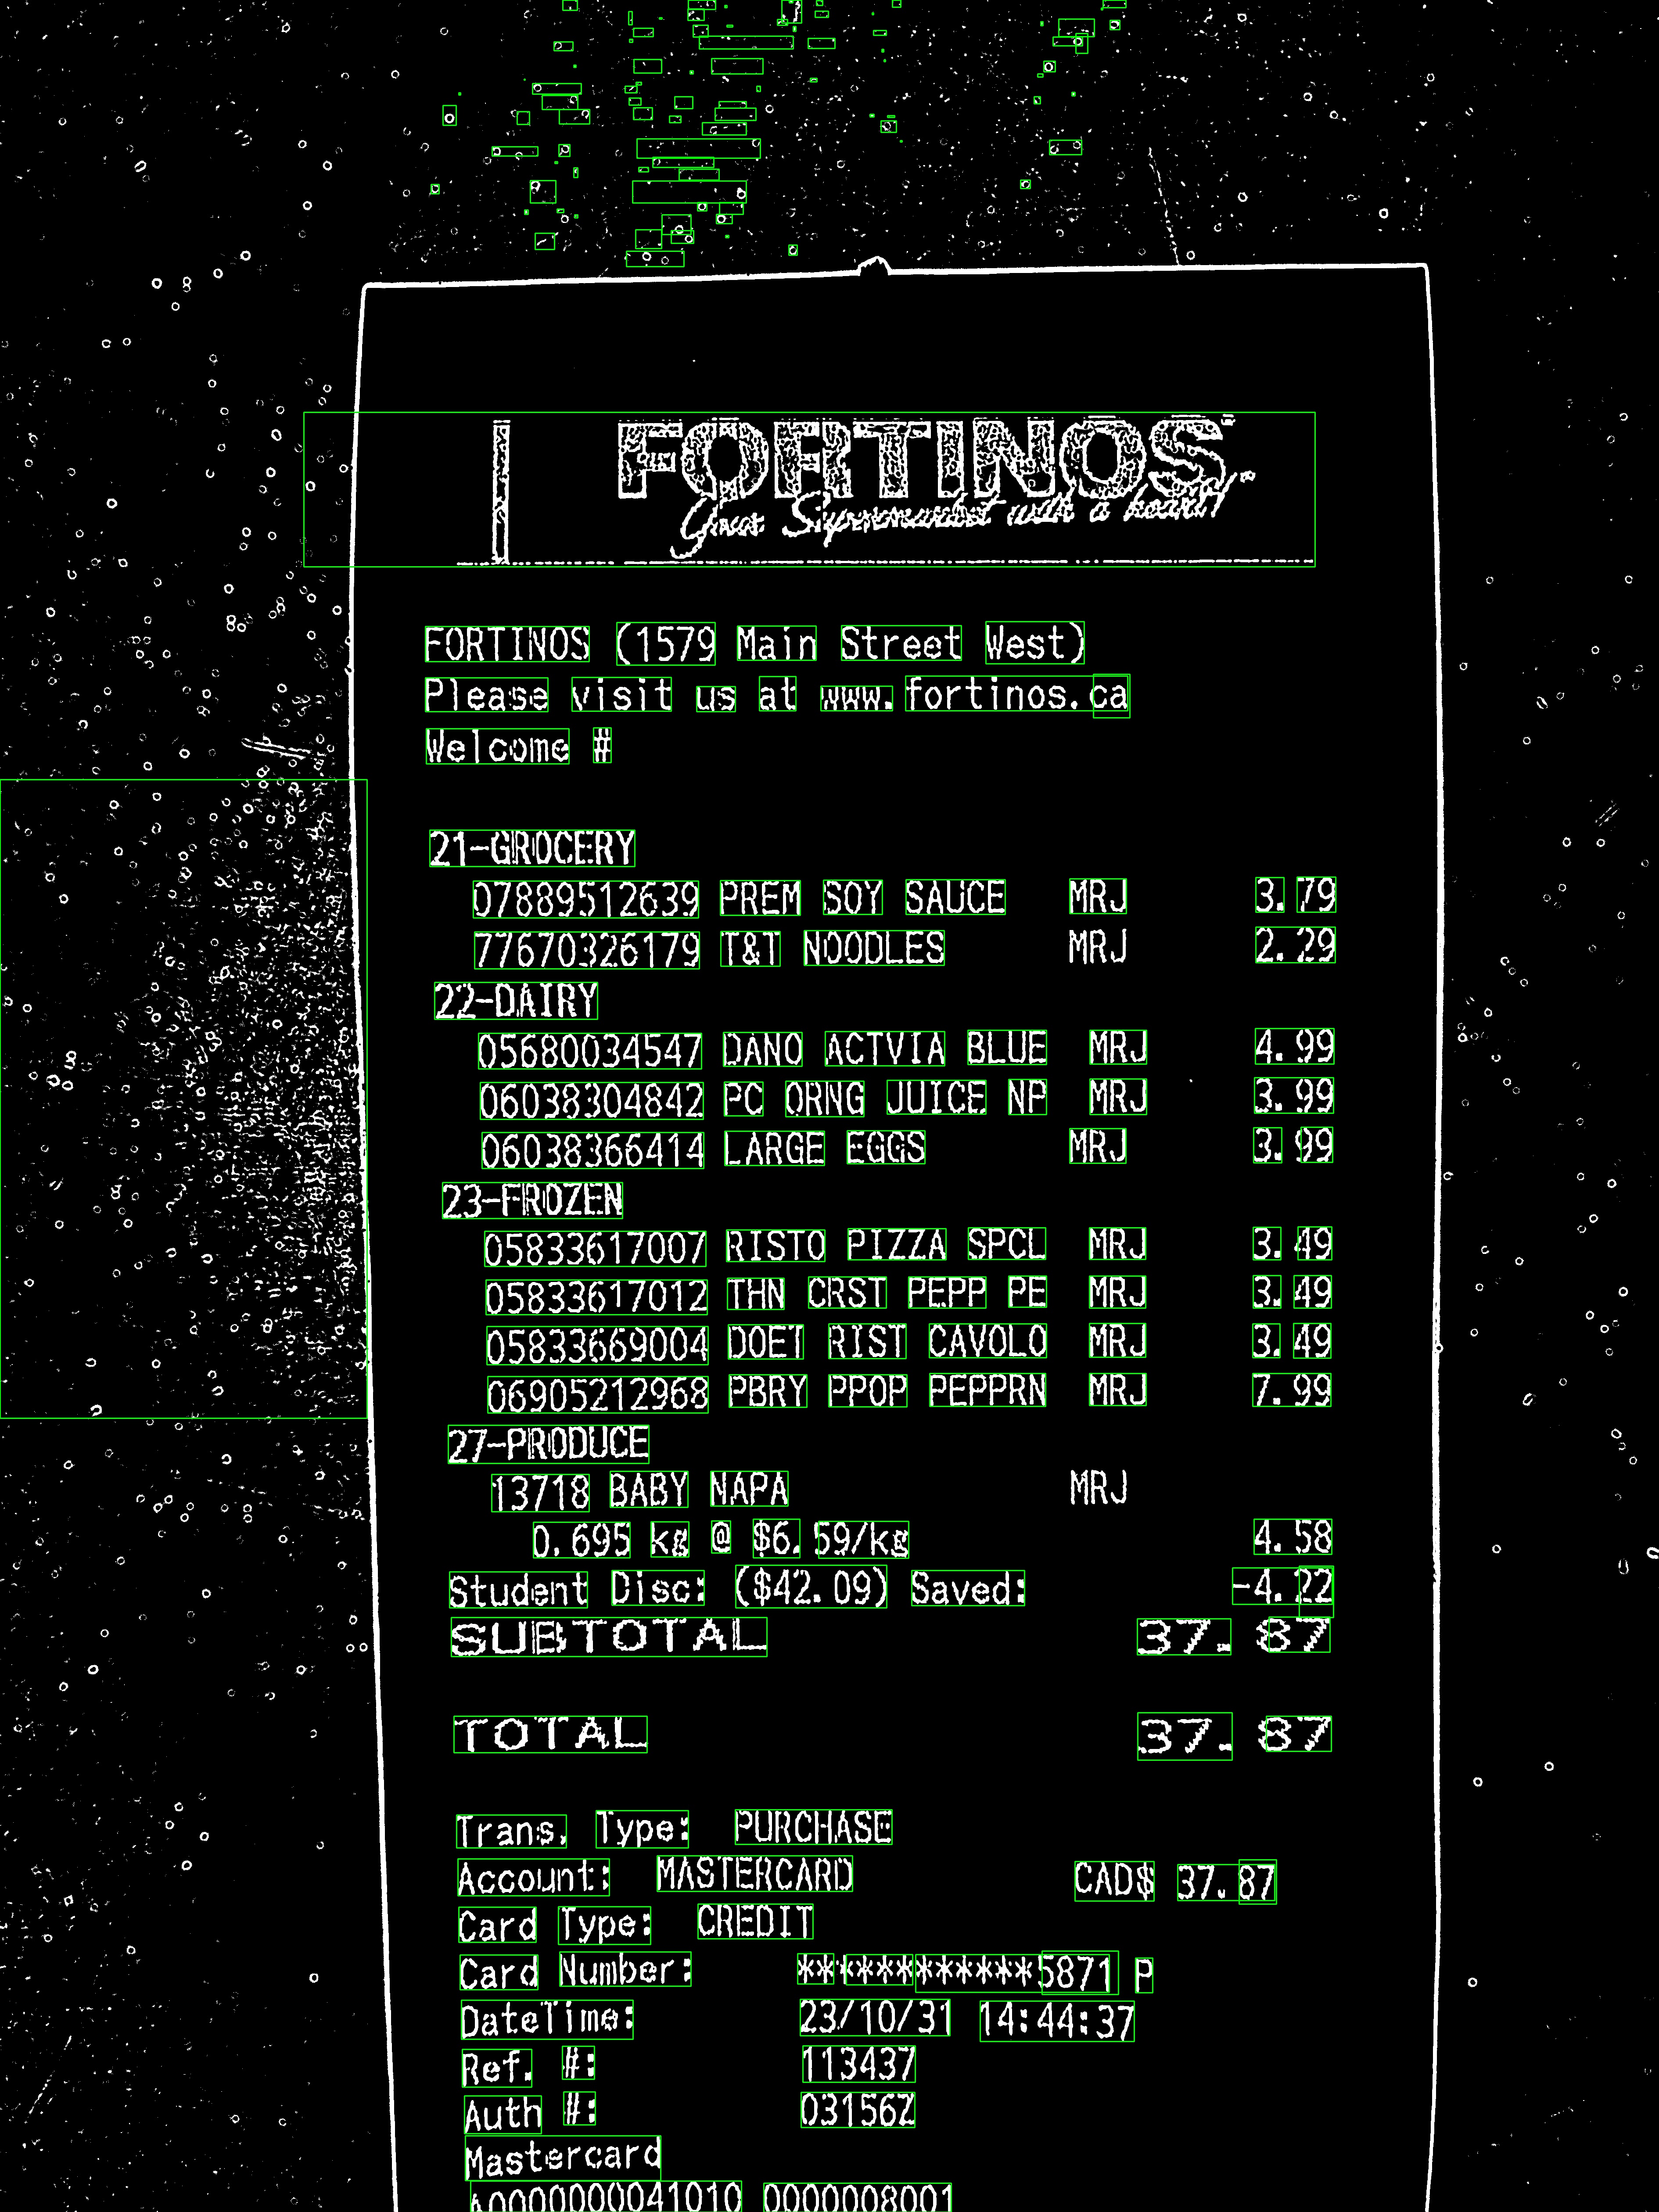 FORTINOS
Great Supermarket with a heart!
FORTINOS (1579 Main Street West)
Please visit us at www.fortinos.ca
Welcome #
21-GROCERY
07889512639 PREM SOY SAUCE MRJ 3.79
77670326179 T&T NOODLES MRJ 2.29
22-DAIRY
05680034547 DANO ACTVIA BLUE MRJ 4.99
06038304842 PC ORNG JUICE NP MRJ 3.99
06038366414 LARGE EGGS MRJ 3.99
23-FROZEN
05833617007 RISTO PIZZA SPCL MRJ 3.49
05833617012 THN CRST PEPP PE MRJ 3.49
05833669004 DOET RIST CAVOLO MRJ 3.49
06905212968 PBRY PPOP PEPPRN MRJ 7.99
27-PRODUCE
13718 BABY NAPA MRJ
0.695 kg @ $6.59/kg 4.58
Student Disc: ($42.09) Saved: -4.22
SUBTOTAL 37.87
TOTAL 37.87
Trans. Type: PURCHASE
Account: MASTERCARD CAD$ 37.87
Card Type: CREDIT
Card Number: ************5871 P
DateTime: 23/10/31 14:44:37
Ref. #: 113437
Auth #: 03156Z
Mastercard
A0000000041010 0000008001